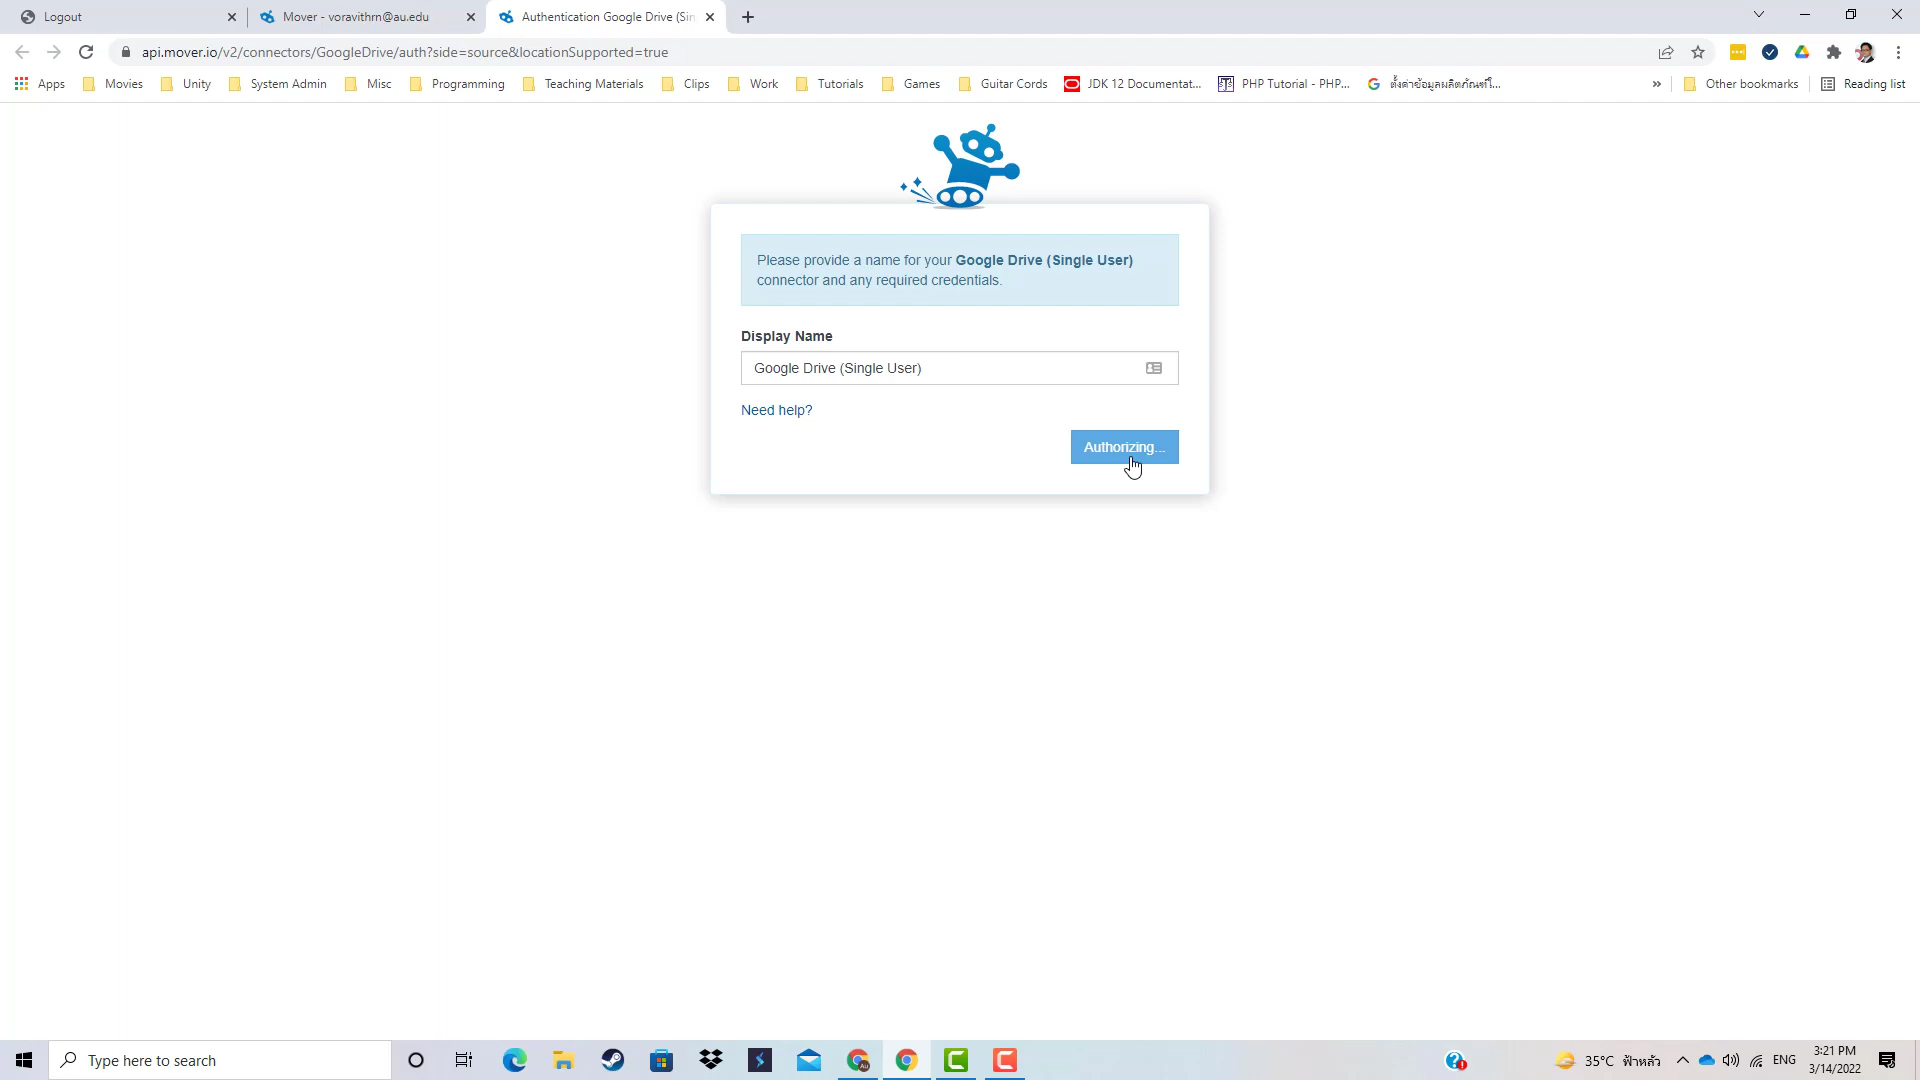 Logout
Mover - voravithrn@au.edu
Authentication Google Drive (Sin
api.mover.io/v2/connectors/GoogleDrive/auth?side=source&locationSupported=true
Apps Movies Unity System Admin Misc Programming Teaching Materials Clips Work Tutorials Games Guitar Cords JDK 12 Documentat... PHP Tutorial - PHP... ตั้งค่าข้อมูลผลิตภัณฑ์ใ... » Other bookmarks Reading list
Please provide a name for your Google Drive (Single User)
connector and any required credentials.
Display Name
Google Drive (Single User)
Need help?
Authorizing...
Type here to search
Au
35°C ฟ้าหลัว
ENG
3:21 PM
3/14/2022